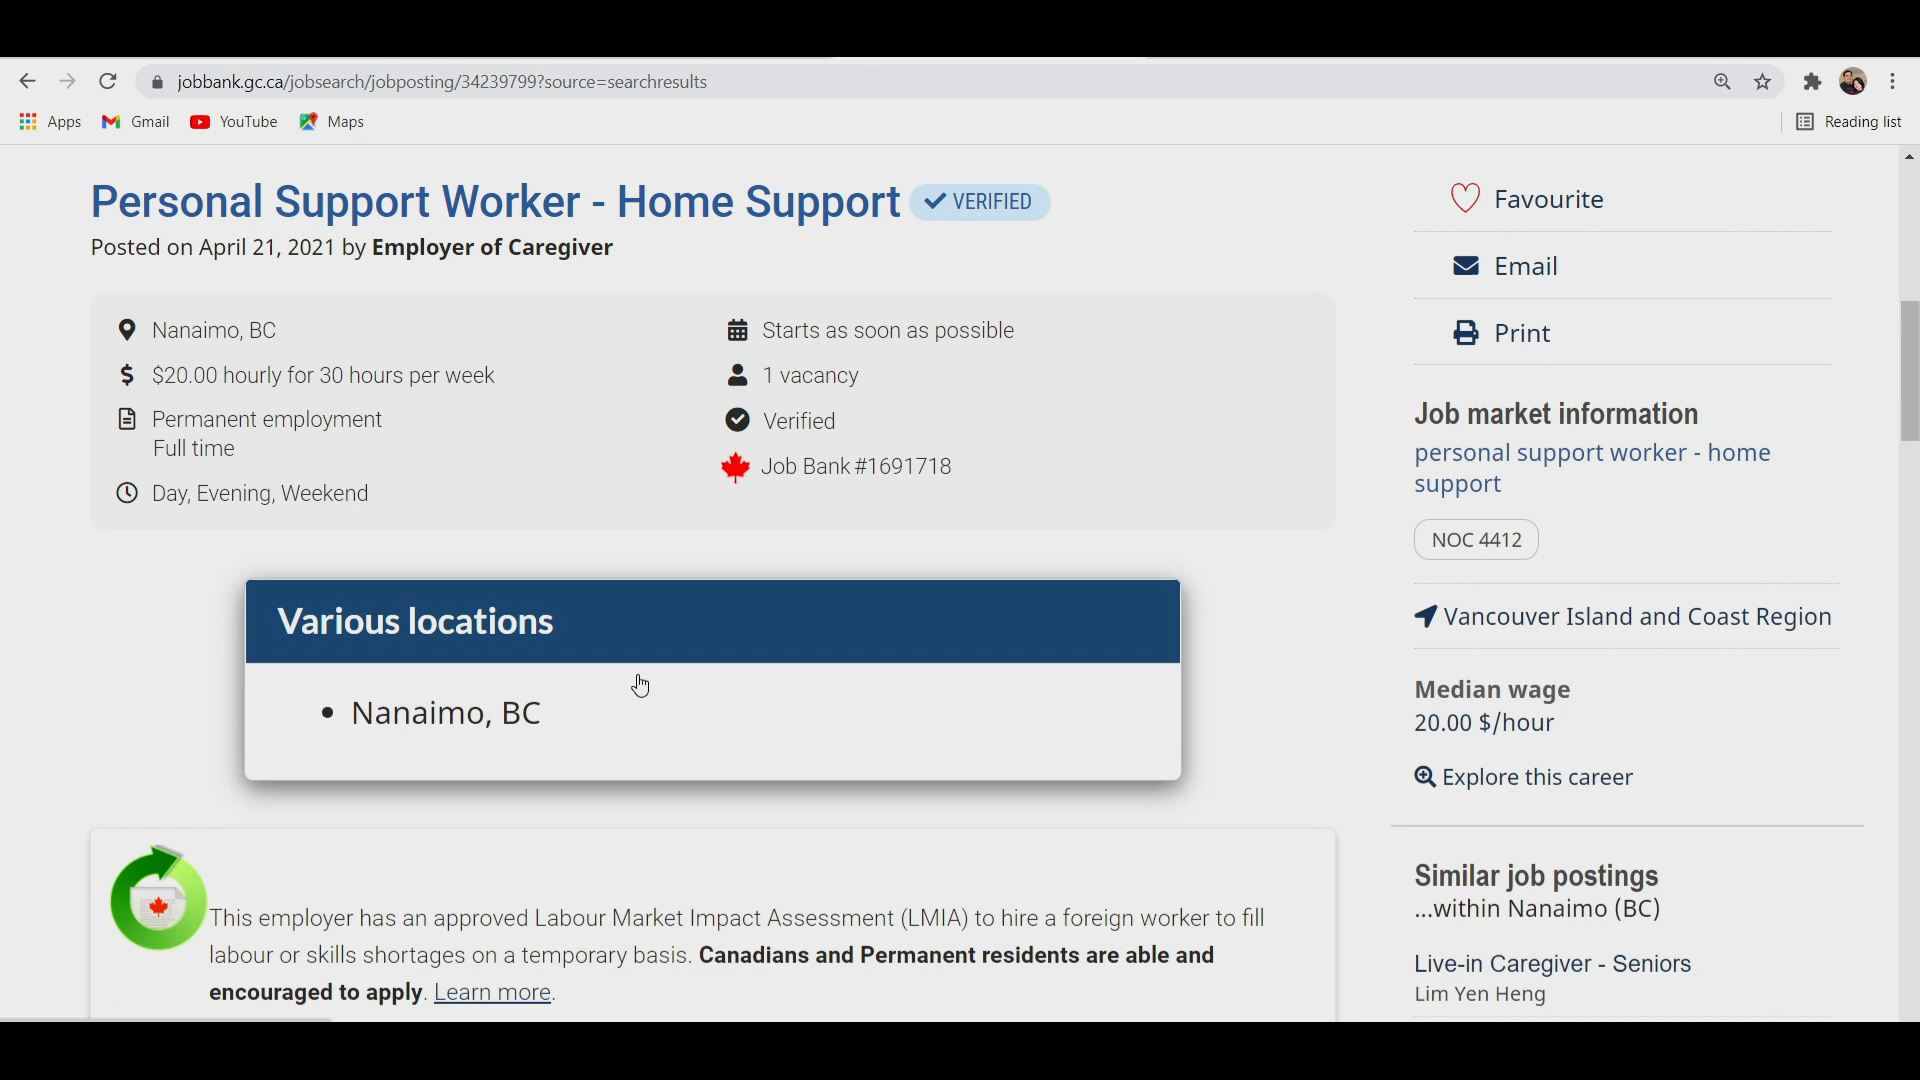 jobbank.gc.ca/jobsearch/jobposting/34239799?source=searchresults
Apps Gmail YouTube Maps Reading list
Personal Support Worker - Home Support VERIFIED
Posted on April 21, 2021 by Employer of Caregiver
Nanaimo, BC
$20.00 hourly for 30 hours per week
Permanent employment
Full time
Day, Evening, Weekend
Starts as soon as possible
1 vacancy
Verified
Job Bank #1691718
Various locations
• Nanaimo, BC
This employer has an approved Labour Market Impact Assessment (LMIA) to hire a foreign worker to fill
labour or skills shortages on a temporary basis. Canadians and Permanent residents are able and
encouraged to apply. Learn more.
Favourite
Email
Print
Job market information
personal support worker - home
support
NOC 4412
Vancouver Island and Coast Region
Median wage
20.00 $/hour
Explore this career
Similar job postings
...within Nanaimo (BC)
Live-in Caregiver - Seniors
Lim Yen Heng